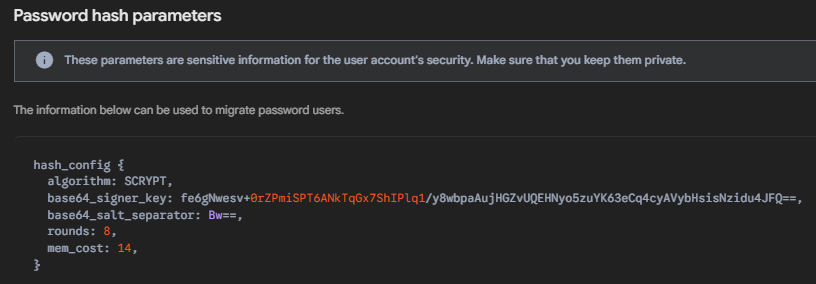 Password hash parameters
These parameters are sensitive information for the user account's security. Make sure that you keep them private.
The information below can be used to migrate password users.
hash_config {
algorithm: SCRYPT,
base64_signer_key: fe6gNwesv+0rZPmiSPT6ANkTqGx7ShIPlq1/y8wbpaAujHGZvUQEHNyo5zuYK63eCq4cyAVybHsisNzidu4JFQ==,
base64_salt_separator: Bw==,
rounds: 8,
mem_cost: 14,
}